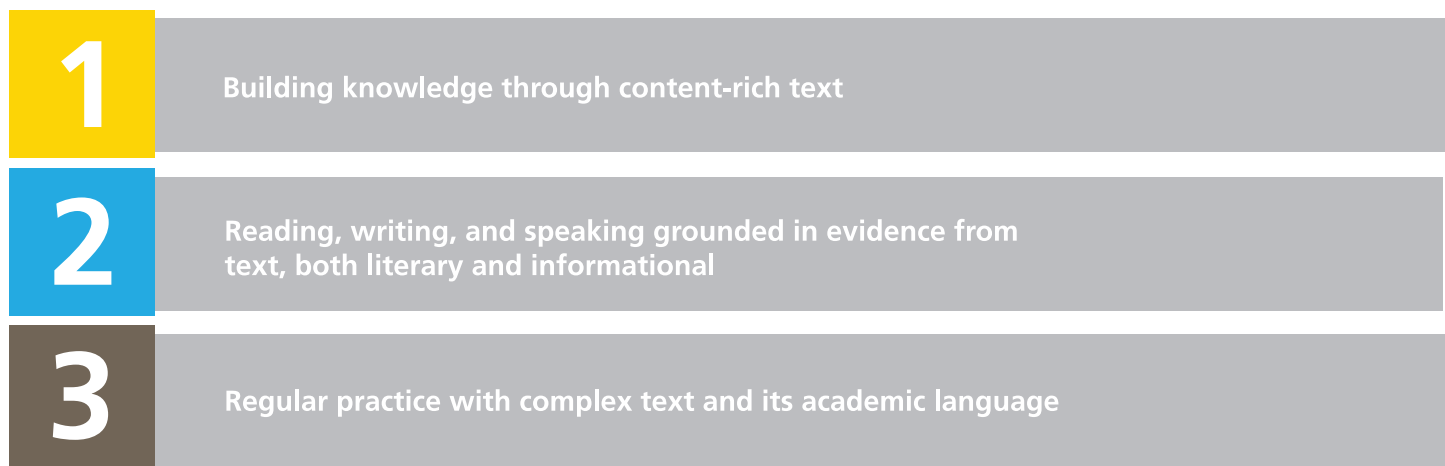 1
Building knowledge through content-rich text
2
Reading, writing, and speaking grounded in evidence from
text, both literary and informational
3
Regular practice with complex text and its academic language